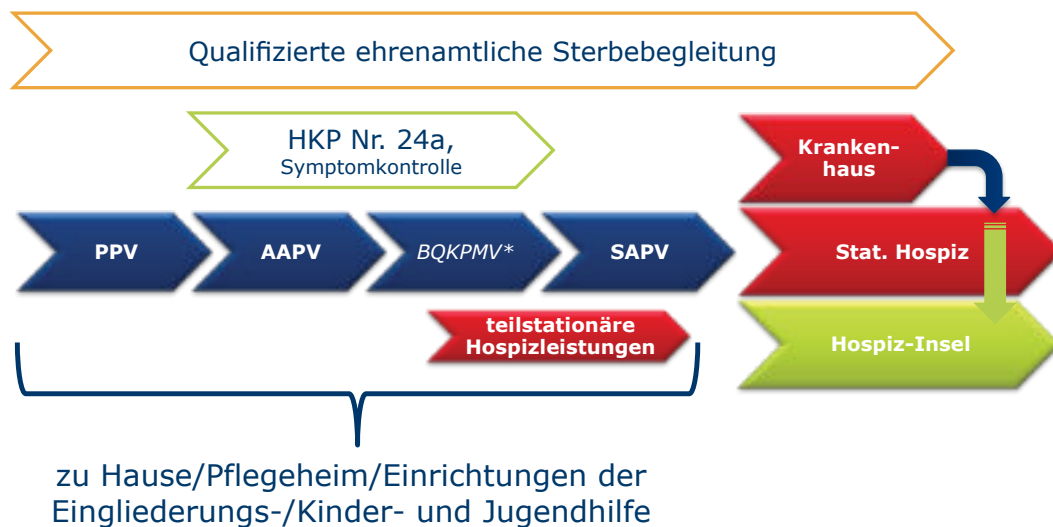 Qualifizierte ehrenamtliche Sterbebegleitung
HKP Nr. 24a,
Symptomkontrolle
Kranken-
haus
PPV
AAPV
BQKPMV*
SAPV
Stat. Hospiz
teilstationäre
Hospizleistungen
Hospiz-Insel
zu Hause/Pflegeheim/Einrichtungen der
Eingliederungs-/Kinder- und Jugendhilfe